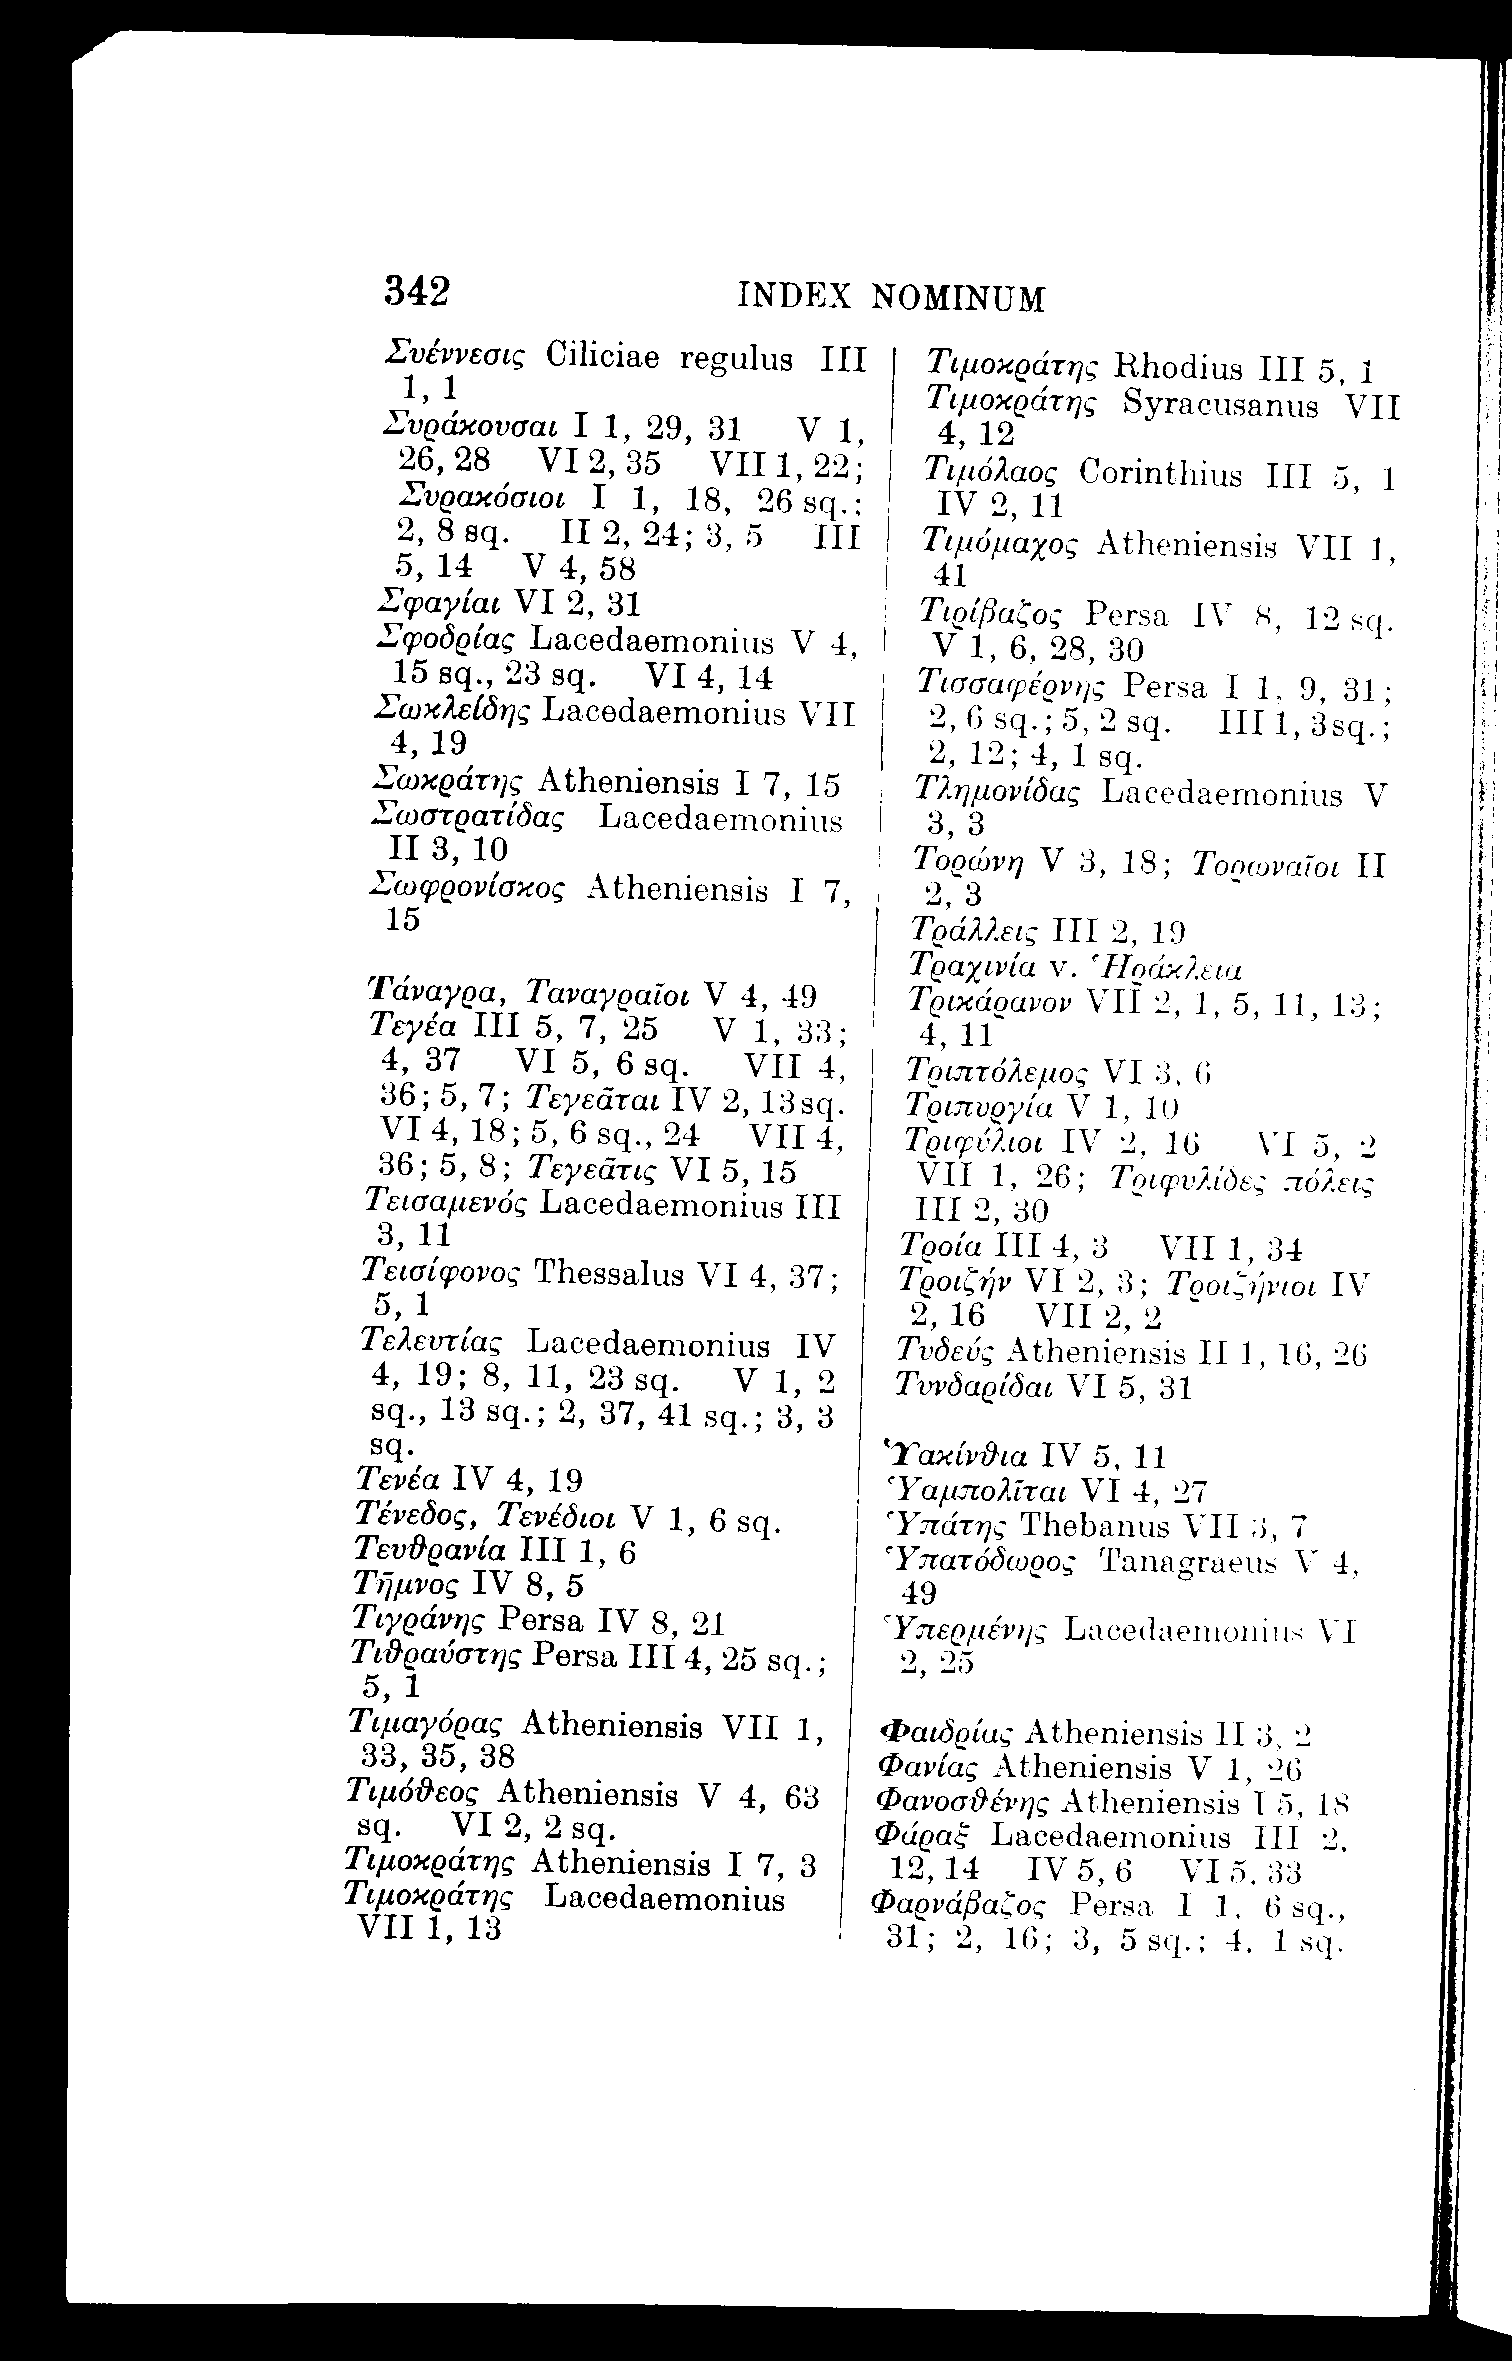 342 INDEX NOMINUM
Συέννεσις Ciliciae regulus III
1, 1
Συράκουσαι I 1, 29, 31 V 1,
26, 28 VI 2, 35 VII 1, 22;
Συρακόσιοι I 1, 18, 26 sq.;
2, 8 sq. II 2, 24; 3, 5 III
5, 14 V 4, 58
Σφαγίαι VI 2, 31
Σφοδρίας Lacedaemonius V 4,
15 sq., 23 sq. VI 4, 14
Σωκλείδης Lacedaemonius VII
4, 19
Σωκράτης Atheniensis I 7, 15
Σωστρατίδας Lacedaemonius
II 3, 10
Σωφρονίσκος Atheniensis I 7,
15
Τάναγρα, Ταναγραῖοι V 4, 49
Τεγέα III 5, 7, 25 V 1, 33;
4, 37 VI 5, 6 sq. VII 4,
36; 5, 7; Τεγεᾶται IV 2, 13 sq.
VI 4, 18; 5, 6 sq., 24 VII 4,
36; 5, 8; Τεγεᾶτις VI 5, 15
Τεισαμενός Lacedaemonius III
3, 11
Τεισίφονος Thessalus VI 4, 37;
5, 1
Τελευτίας Lacedaemonius IV
4, 19; 8, 11, 23 sq. V 1, 2
sq., 13 sq.; 2, 37, 41 sq.; 3, 3
sq.
Τενέα IV 4, 19
Τένεδος, Τενέδιοι V 1, 6 sq.
Τευθρανία III 1, 6
Τῆμνος IV 8, 5
Τιγράνης Persa IV 8, 21
Τιθραύστης Persa III 4, 25 sq.;
5, 1
Τιμαγόρας Atheniensis VII 1,
33, 35, 38
Τιμόθεος Atheniensis V 4, 63
sq. VI 2, 2 sq.
Τιμοκράτης Atheniensis I 7, 3
Τιμοκράτης Lacedaemonius
VII 1, 13
Τιμοκράτης Rhodius III 5, 1
Τιμοκράτης Syracusanus VII
4, 12
Τιμόλαος Corinthius III 5, 1
IV 2, 11
Τιμόμαχος Atheniensis VII 1,
41
Τιρίβαζος Persa IV 8, 12 sq.
V 1, 6, 28, 30
Τισσαφέρνης Persa I 1, 9, 31;
2, 6 sq.; 5, 2 sq. III 1, 3 sq.;
2, 12; 4, 1 sq.
Τλημονίδας Lacedaemonius V
3, 3
Τορώνη V 3, 18; Τορωναῖοι II
2, 3
Τράλλεις III 2, 19
Τραχινία v. Ἡράκλεια
Τρικάρανον VII 2, 1, 5, 11, 13;
4, 11
Τριπτόλεμος VI 3, 6
Τριπυργία V 1, 10
Τριφύλιοι IV 2, 16 VI 5, 2
VII 1, 26; Τριφυλίδες πόλεις
III 2, 30
Τροία III 4, 3 VII 1, 34
Τροιζήν VI 2, 3; Τροιζήνιοι IV
2, 16 VII 2, 2
Τυδεύς Atheniensis II 1, 16, 26
Τυνδαρίδαι VI 5, 31
Ὑακίνθια IV 5, 11
Ὑαμπολῖται VI 4, 27
Ὑπάτης Thebanus VII 3, 7
Ὑπατόδωρος Tanagraeus V 4,
49
Ὑπερμένης Lacedaemonius VI
2, 25
Φαιδρίας Atheniensis II 3, 2
Φανίας Atheniensis V 1, 26
Φανοσθένης Atheniensis I 5, 18
Φάραξ Lacedaemonius III 2,
12, 14 IV 5, 6 VI 5, 33
Φαρνάβαζος Persa I 1, 6 sq.,
31; 2, 16; 3, 5 sq.; 4, 1 sq.